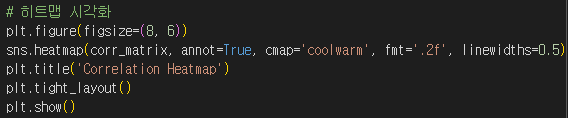 # 히트맵 시각화
plt.figure(figsize=(8, 6))
sns.heatmap(corr_matrix, annot=True, cmap='coolwarm', fmt='.2f', linewidths=0.5)
plt.title('Correlation Heatmap')
plt.tight_layout()
plt.show()